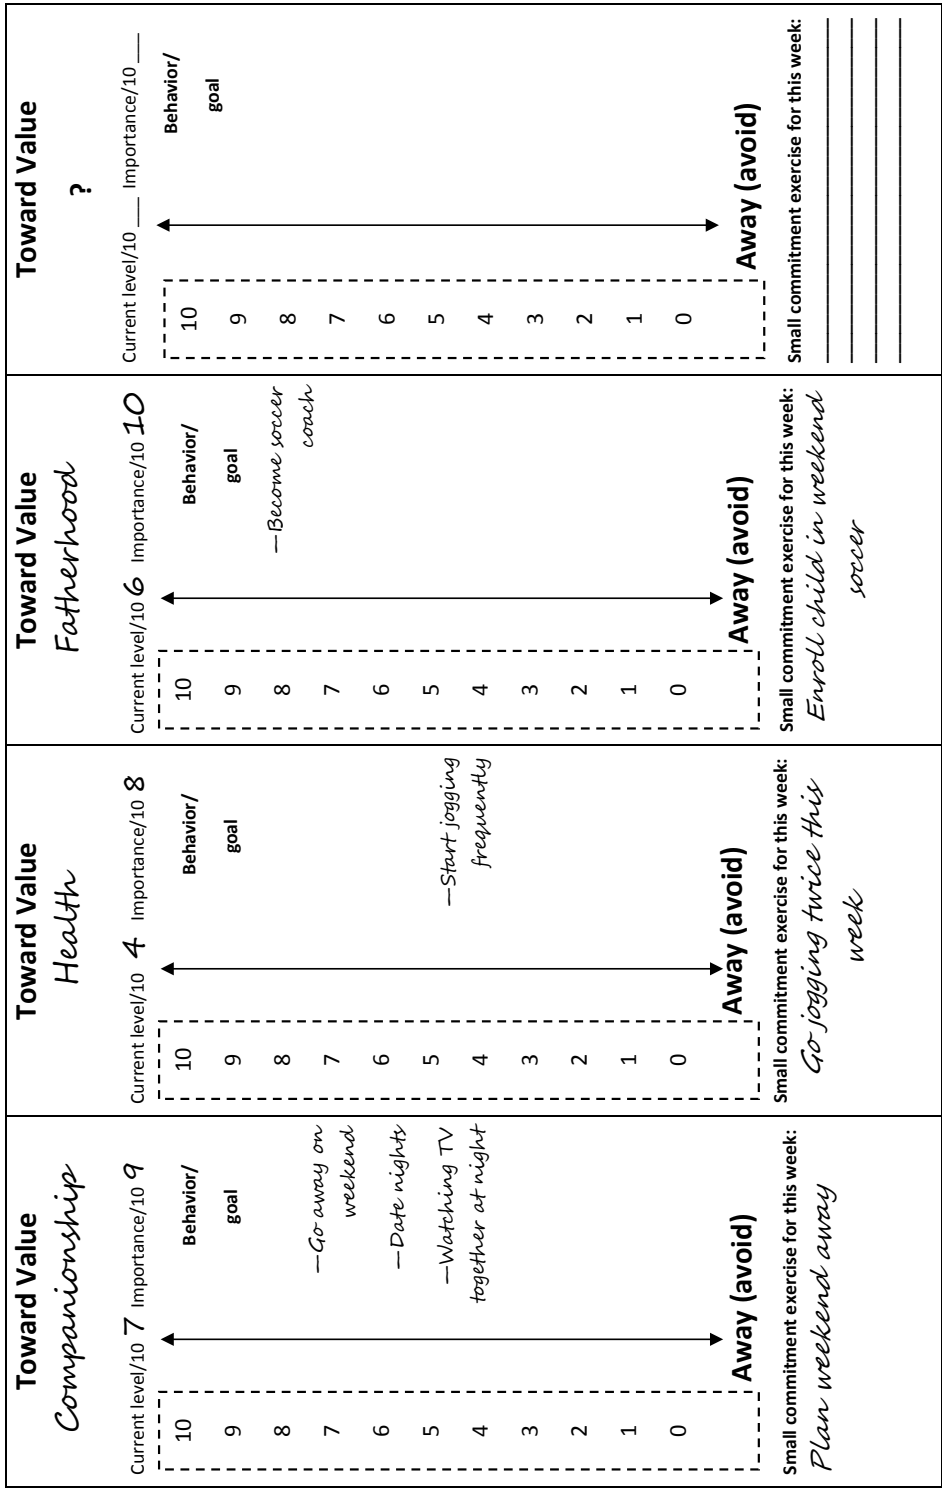 Toward Value
Companionship
Current level/10 7 Importance/10 9
Behavior/
goal
10
9
8
7
6
5
4
3
2
1
0
—Go away on
weekend
—Date nights
—Watching TV
together at night
Away (avoid)
Small commitment exercise for this week:
Plan weekend away
Toward Value
Health
Current level/10 4 Importance/10 8
Behavior/
goal
10
9
8
7
6
5
4
3
2
1
0
—Start jogging
frequently
Away (avoid)
Small commitment exercise for this week:
Go jogging twice this
week
Toward Value
Fatherhood
Current level/10 6 Importance/10 10
Behavior/
goal
10
9
8
7
6
5
4
3
2
1
0
—Become soccer
coach
Away (avoid)
Small commitment exercise for this week:
Enroll child in weekend
soccer
Toward Value
?
Current level/10 ___ Importance/10 ___
Behavior/
goal
10
9
8
7
6
5
4
3
2
1
0
Away (avoid)
Small commitment exercise for this week: